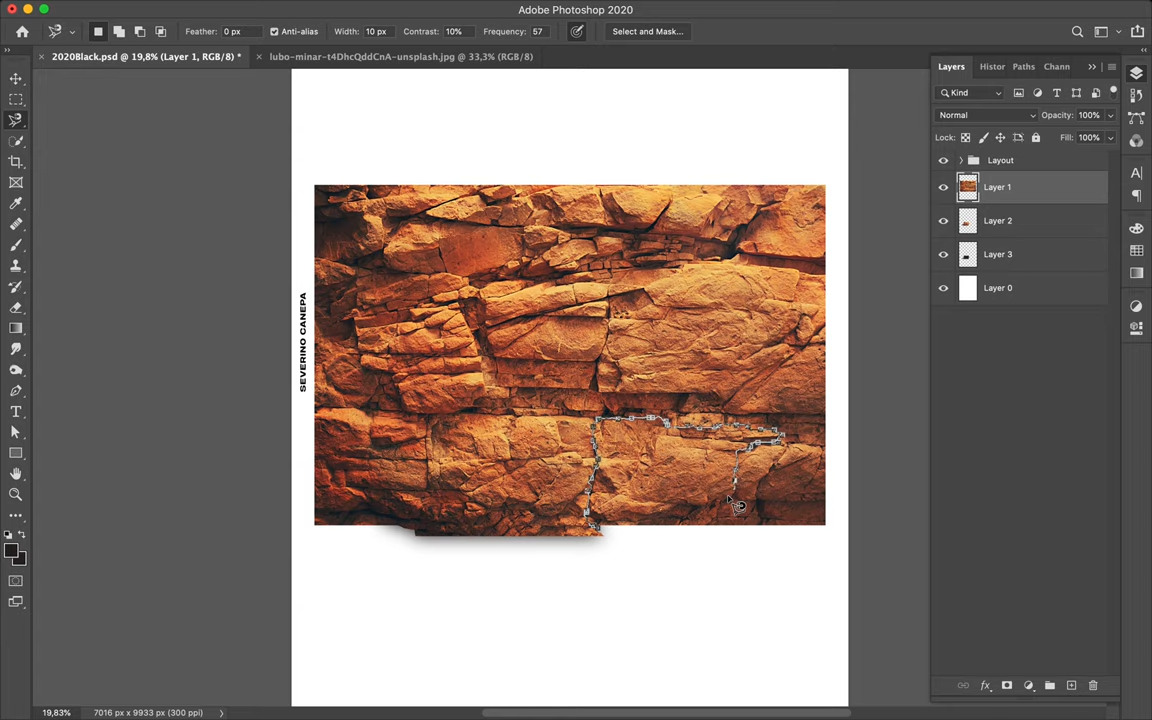 Adobe Photoshop 2020
Feather: 0 px Anti-alias Width: 10 px Contrast: 10% Frequency: 57 Select and Mask...
2020Black.psd @ 19,8% (Layer 1, RGB/8) * lubo-minar-t4DhcQddCnA-unsplash.jpg @ 33,3% (RGB/8)
Layers Histor Paths Chann
Kind
Normal Opacity: 100%
Lock: Fill: 100%
Layout
Layer 1
Layer 2
Layer 3
Layer 0
SEVERINO CANEPA
19,83% 7016 px x 9933 px (300 ppi)